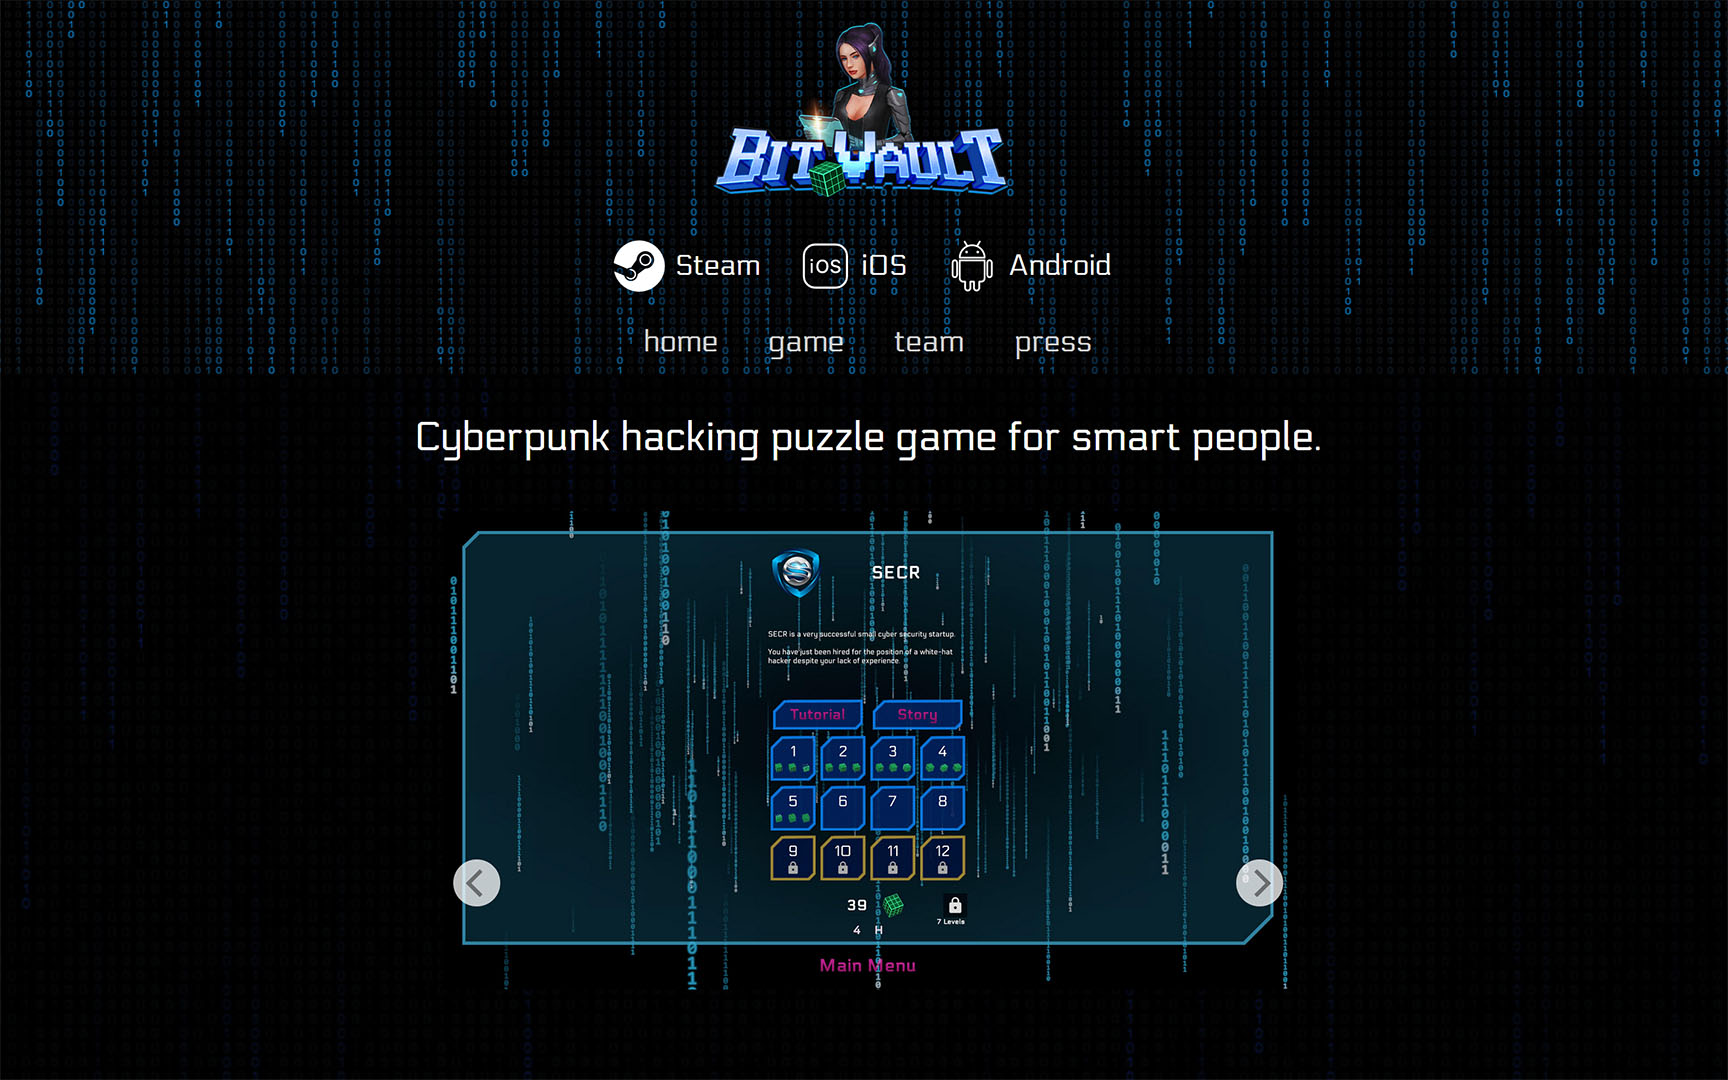 BIT VAULT
Steam
iOS iOS
Android
home game team press
Cyberpunk hacking puzzle game for smart people.
S
SECR
SECR is a very successful small cyber security startup.
You have just been hired for the position of a white-hat
hacker despite your lack of experience.
Tutorial Story
1 2 3 4
5 6 7 8
9 10 11 12
39
7 Levels
4 H
Main Menu